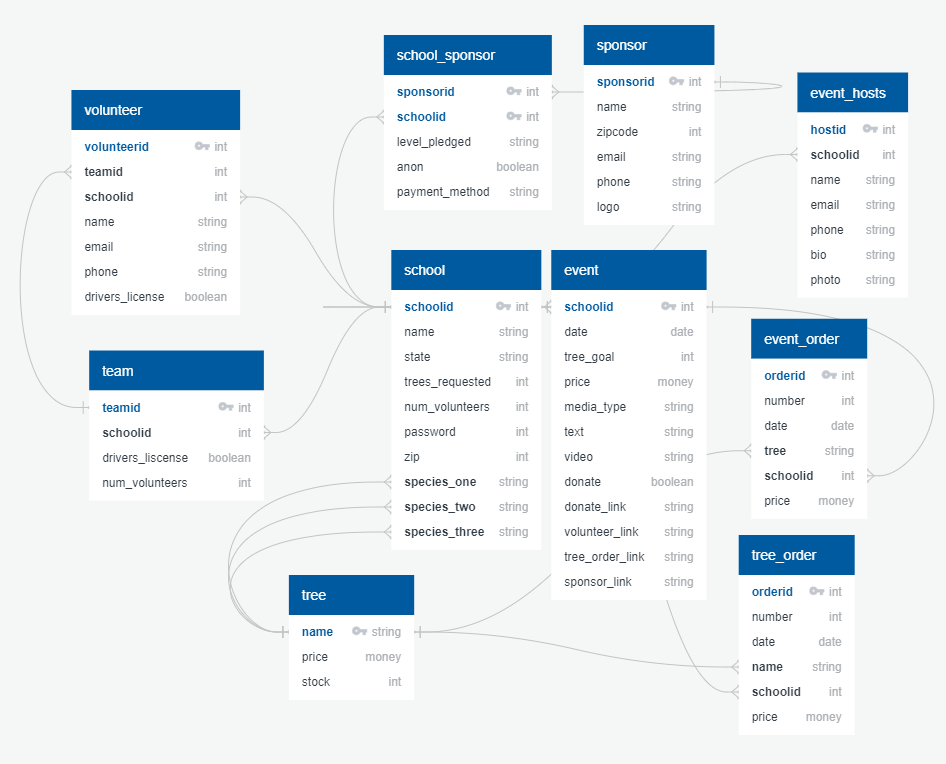 volunteer
volunteerid int
teamid int
schoolid int
name string
email string
phone string
drivers_license boolean
team
teamid int
schoolid int
drivers_liscense boolean
num_volunteers int
school_sponsor
sponsorid int
schoolid int
level_pledged string
anon boolean
payment_method string
sponsor
sponsorid int
name string
zipcode int
email string
phone string
logo string
event_hosts
hostid int
schoolid int
name string
email string
phone string
bio string
photo string
school
schoolid int
name string
state string
trees_requested int
num_volunteers int
password int
zip int
species_one string
species_two string
species_three string
event
schoolid int
date date
tree_goal int
price money
media_type string
text string
video string
donate boolean
donate_link string
volunteer_link string
tree_order_link string
sponsor_link string
event_order
orderid int
number int
date date
tree string
schoolid int
price money
tree
name string
price money
stock int
tree_order
orderid int
number int
date date
name string
schoolid int
price money